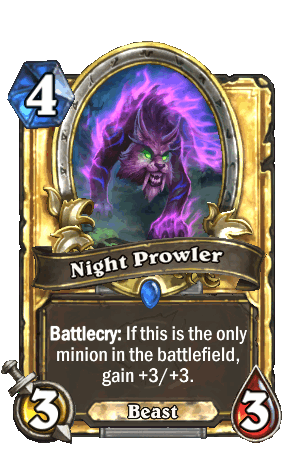 4
Night Prowler
Battlecry: If this is the only
minion in the battlefield,
gain +3/+3.
3
Beast
3